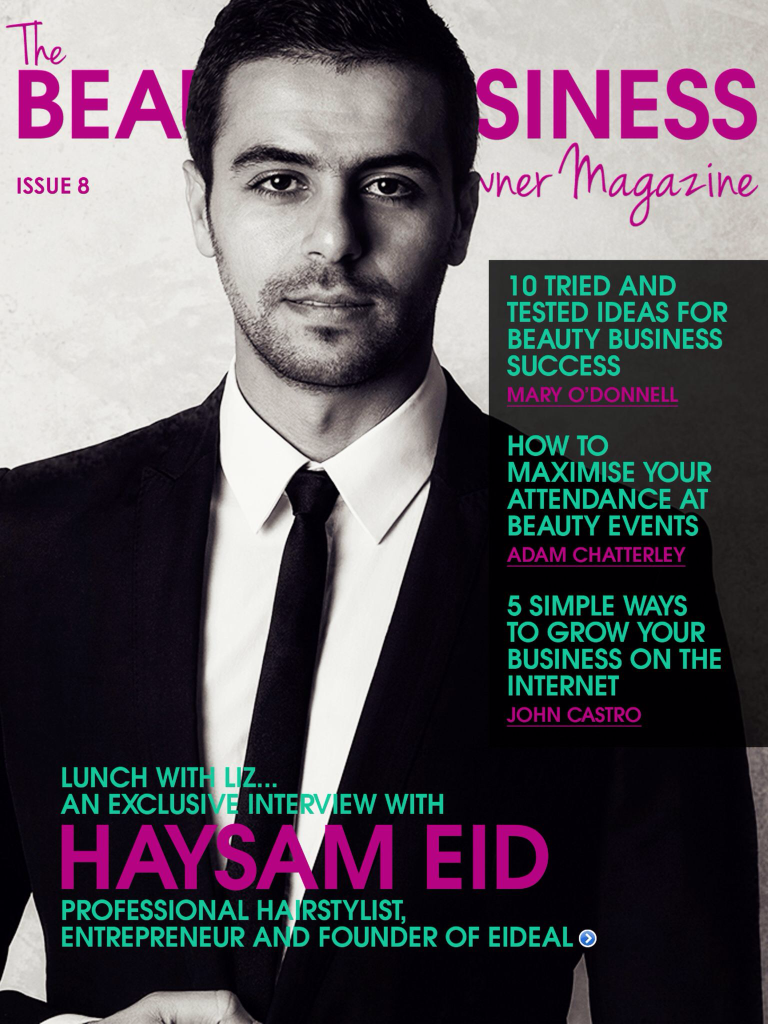 The
BEAU SINESS
ISSUE 8
wner Magazine
10 TRIED AND
TESTED IDEAS FOR
BEAUTY BUSINESS
SUCCESS
MARY O'DONNELL
HOW TO
MAXIMISE YOUR
ATTENDANCE AT
BEAUTY EVENTS
ADAM CHATTERLEY
5 SIMPLE WAYS
TO GROW YOUR
BUSINESS ON THE
INTERNET
JOHN CASTRO
LUNCH WITH LIZ...
AN EXCLUSIVE INTERVIEW WITH
HAYSAM EID
PROFESSIONAL HAIRSTYLIST,
ENTREPRENEUR AND FOUNDER OF EIDEAL